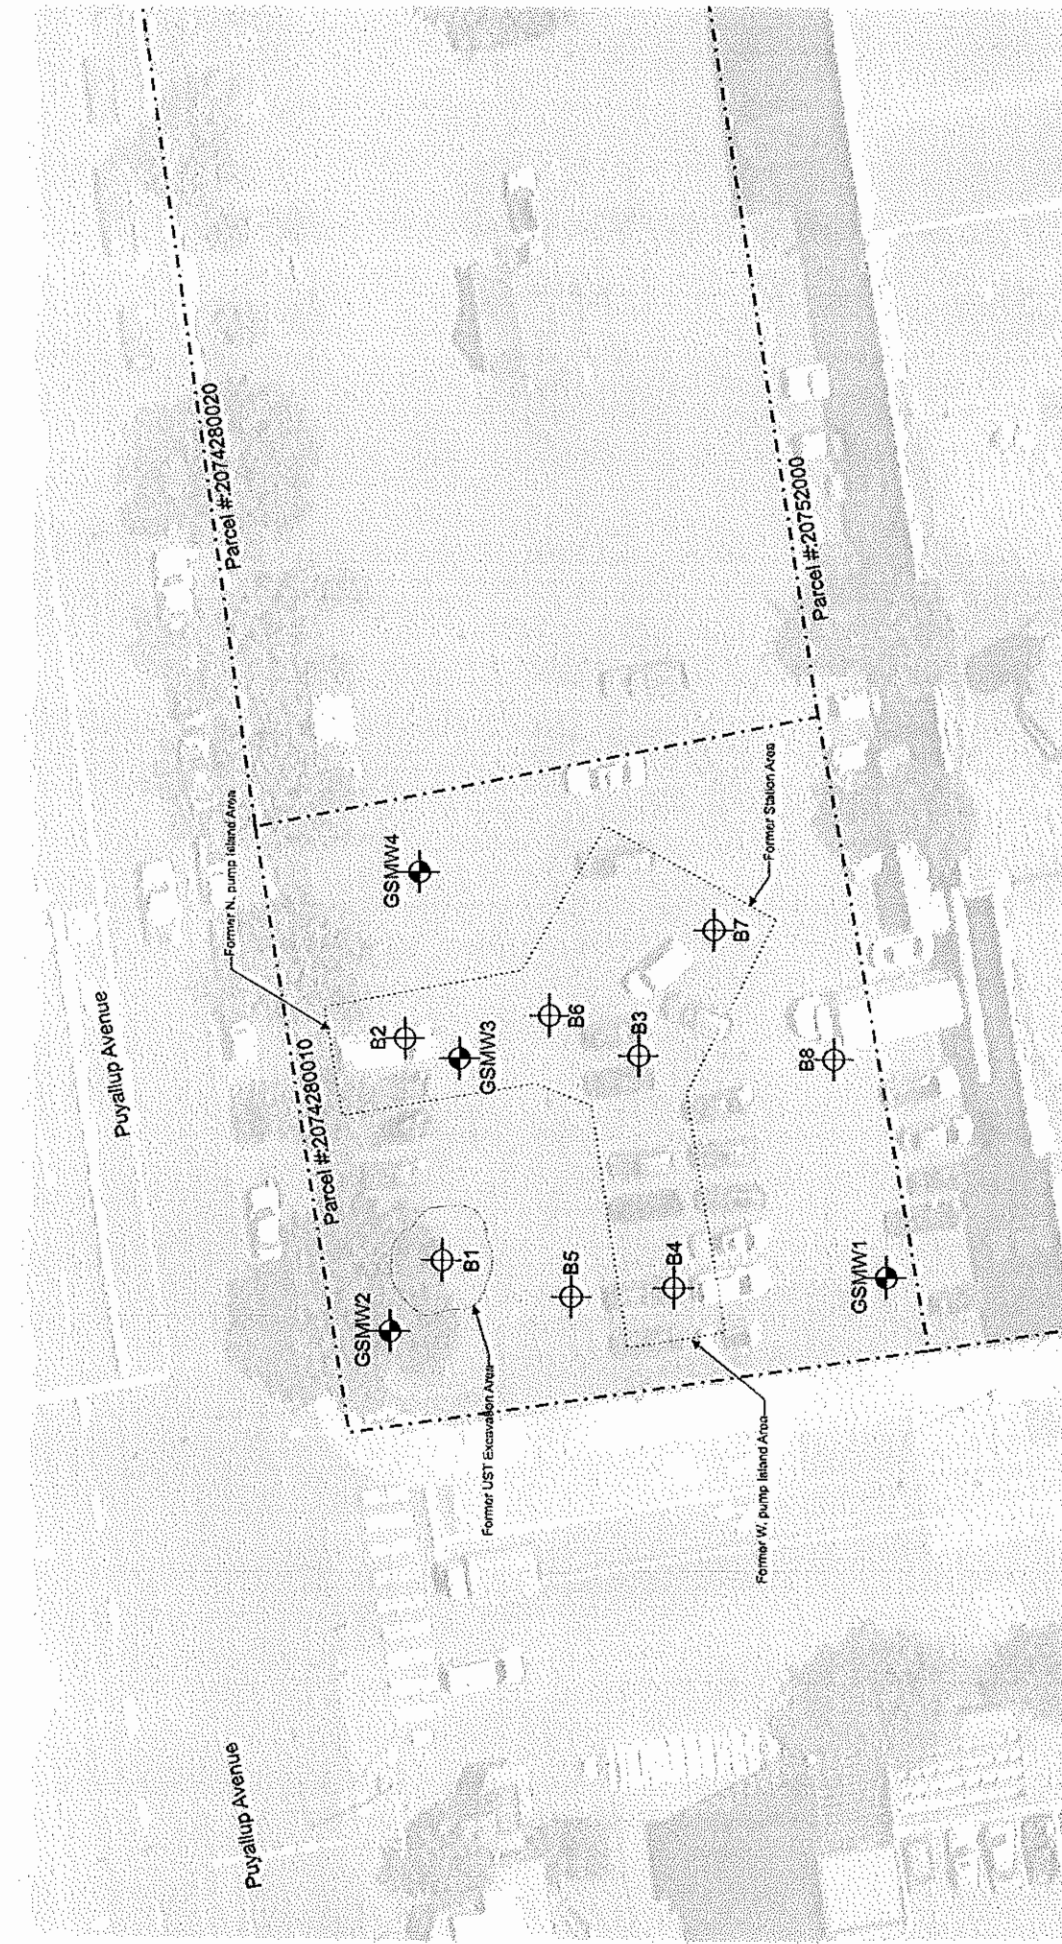 Puyallup Avenue
Puyallup Avenue
Former N. pump Island Area
Parcel #:2074280020
Parcel #:2074280010
GSMW2
B1
B2
GSMW3
GSMW4
Former UST Excavation Area
B5
B6
B4
B3
B7
Former Station Area
Former W. pump Island Area
Parcel #:20752000
GSMW1
B8